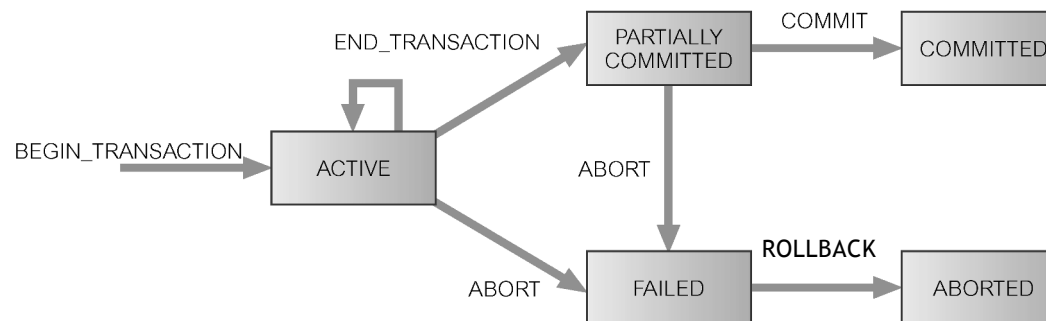 COMMIT
PARTIALLY
COMMITTED
COMMITTED
END_TRANSACTION
BEGIN_TRANSACTION
ACTIVE
ABORT
ROLLBACK
ABORT
FAILED
ABORTED